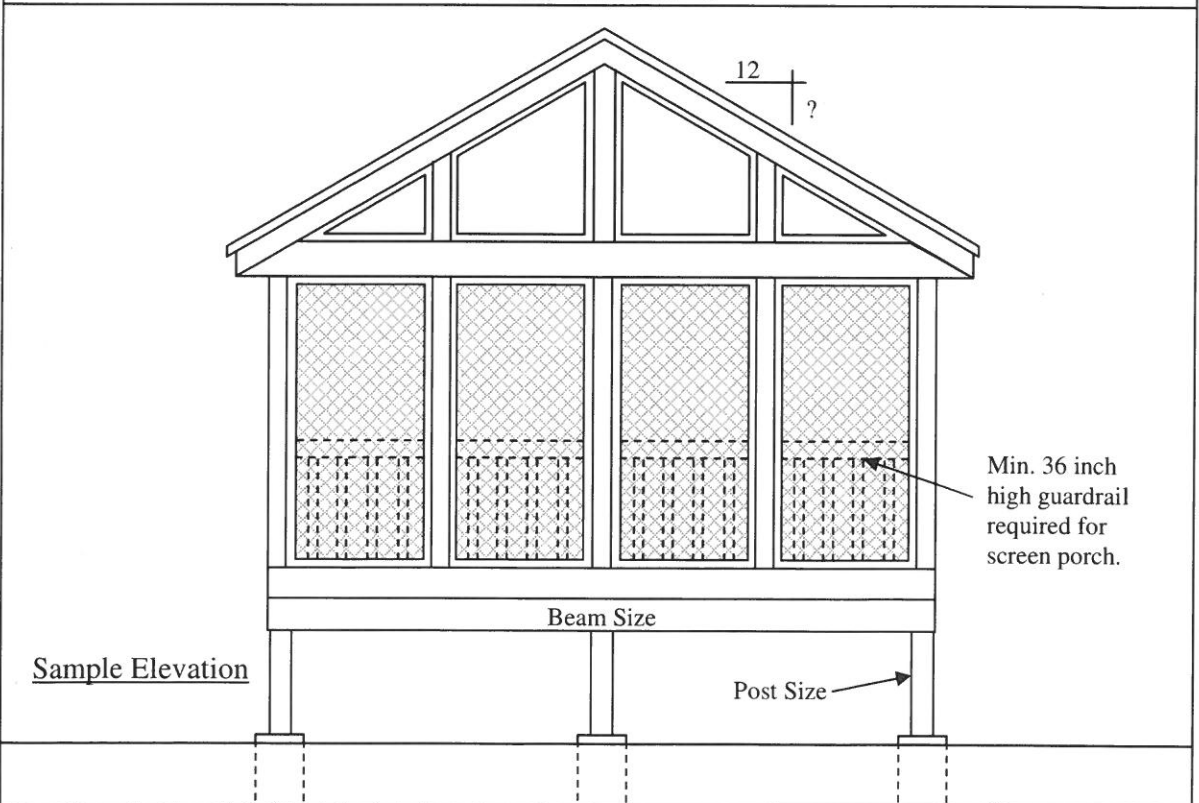 12
?
Min. 36 inch
high guardrail
required for
screen porch.
Beam Size
Sample Elevation
Post Size